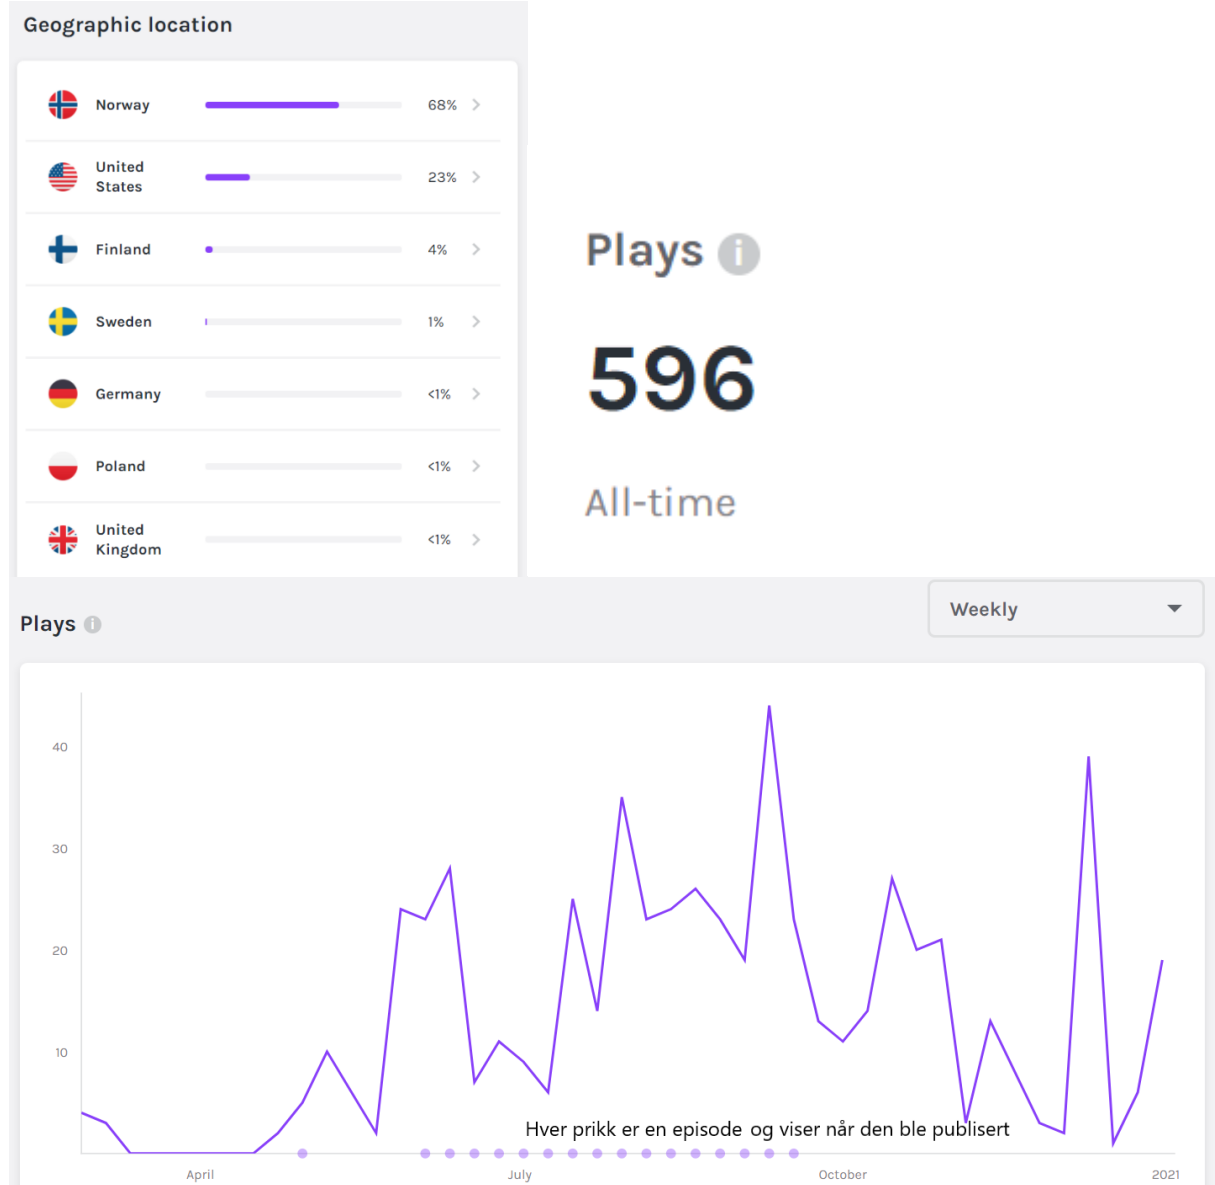 Geographic location
Norway 68%
United
States 23%
Finland 4%
Sweden 1%
Germany <1%
Poland <1%
United
Kingdom <1%
Plays
596
All-time
Plays
Weekly
40
30
20
10
Hver prikk er en episode og viser når den ble publisert
April July October 2021